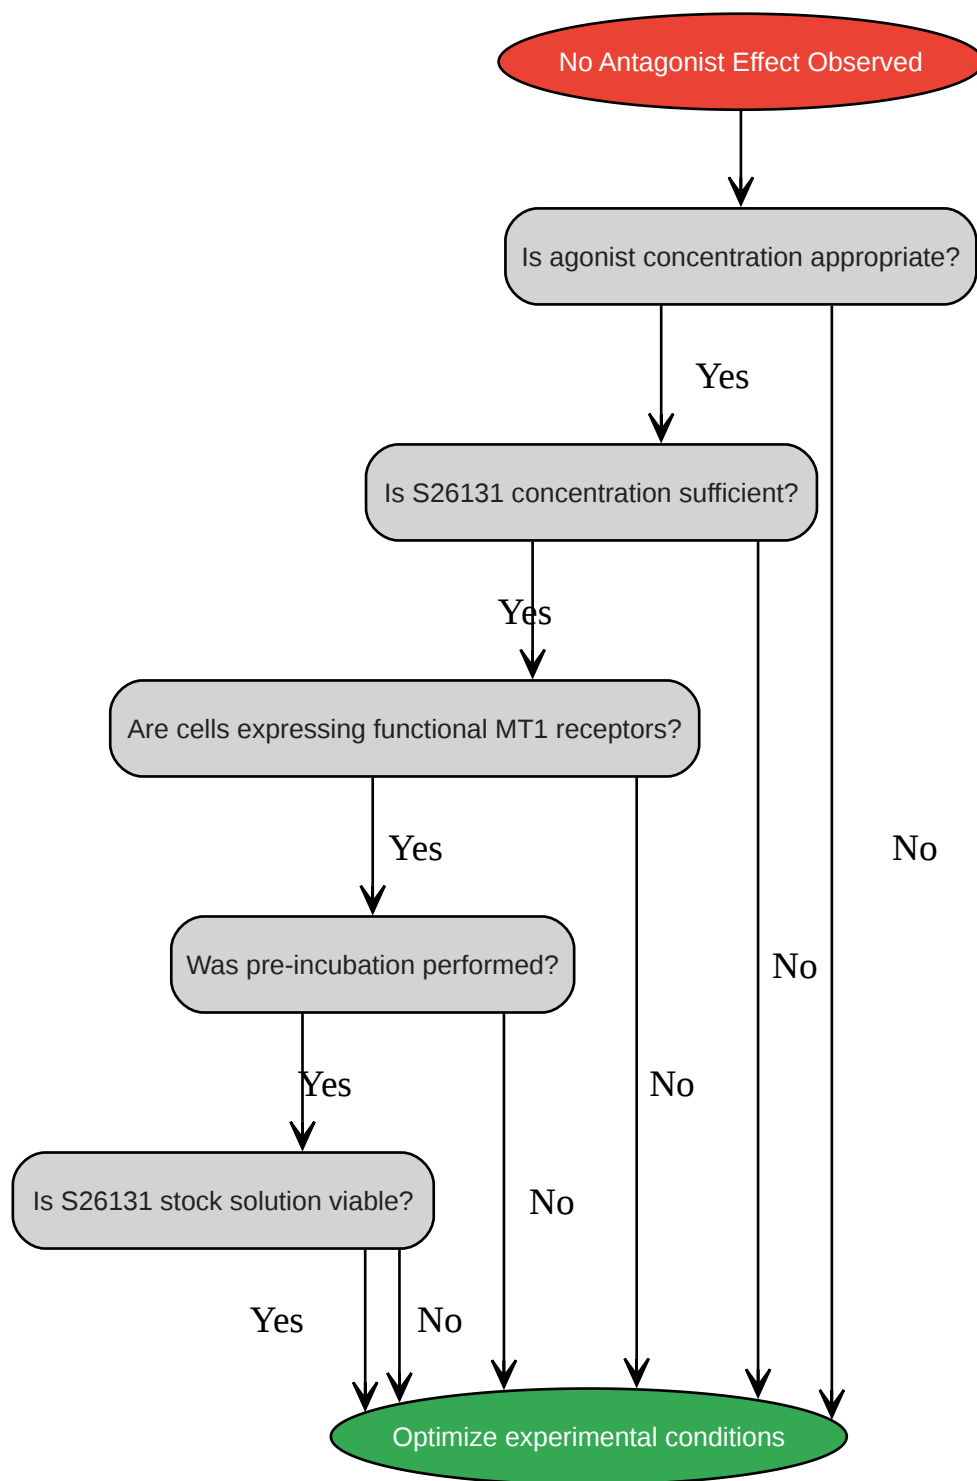 No Antagonist Effect Observed
Is agonist concentration appropriate?
Yes
Is S26131 concentration sufficient?
Yes
Are cells expressing functional MT1 receptors?
Yes
No
Was pre-incubation performed?
No
Yes
No
Is S26131 stock solution viable?
No
Yes
No
Optimize experimental conditions